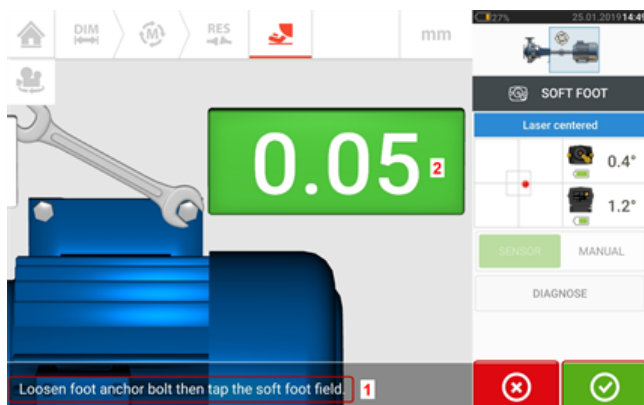 DIM
M
RES
mm
27%
25.01.2019 14:49
SOFT FOOT
Laser centered
0.05
2
0.4°
1.2°
SENSOR
MANUAL
DIAGNOSE
Loosen foot anchor bolt then tap the soft foot field.
1